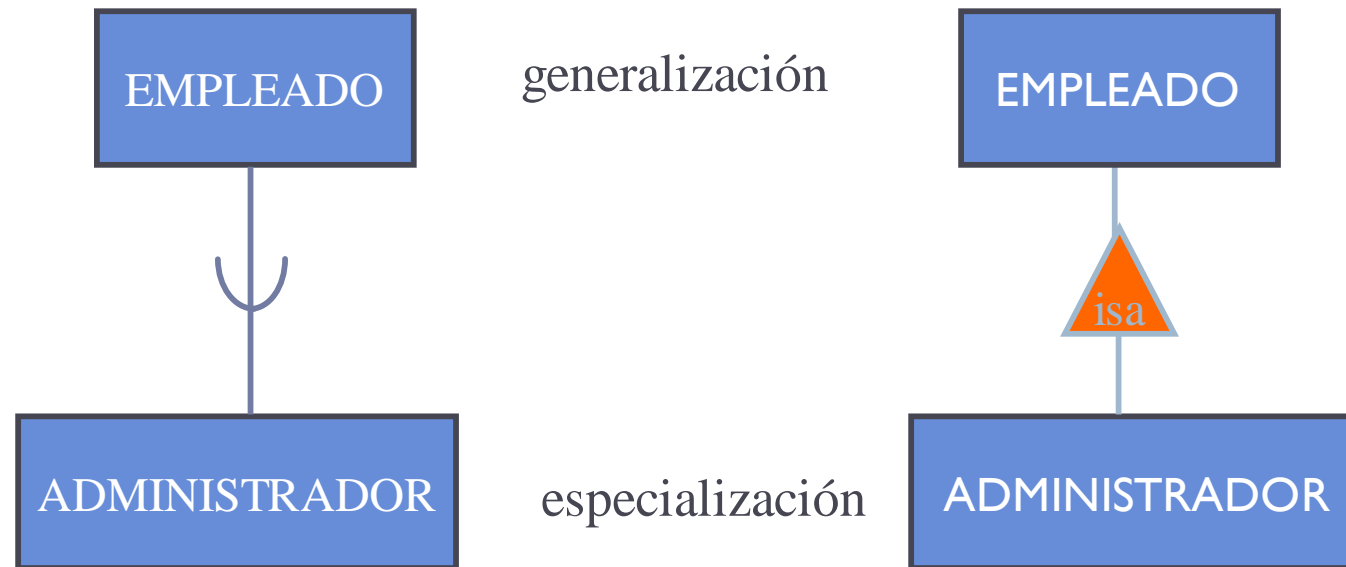 EMPLEADO
generalización
EMPLEADO
isa
ADMINISTRADOR
especialización
ADMINISTRADOR